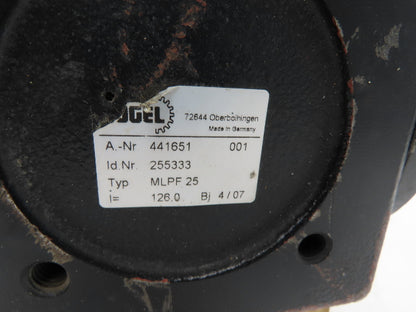 OGEL 72644 Oberboihingen
Made in Germany
A.-Nr 441651 001
Id.Nr. 255333
Typ MLPF 25
i= 126.0 Bj 4/07